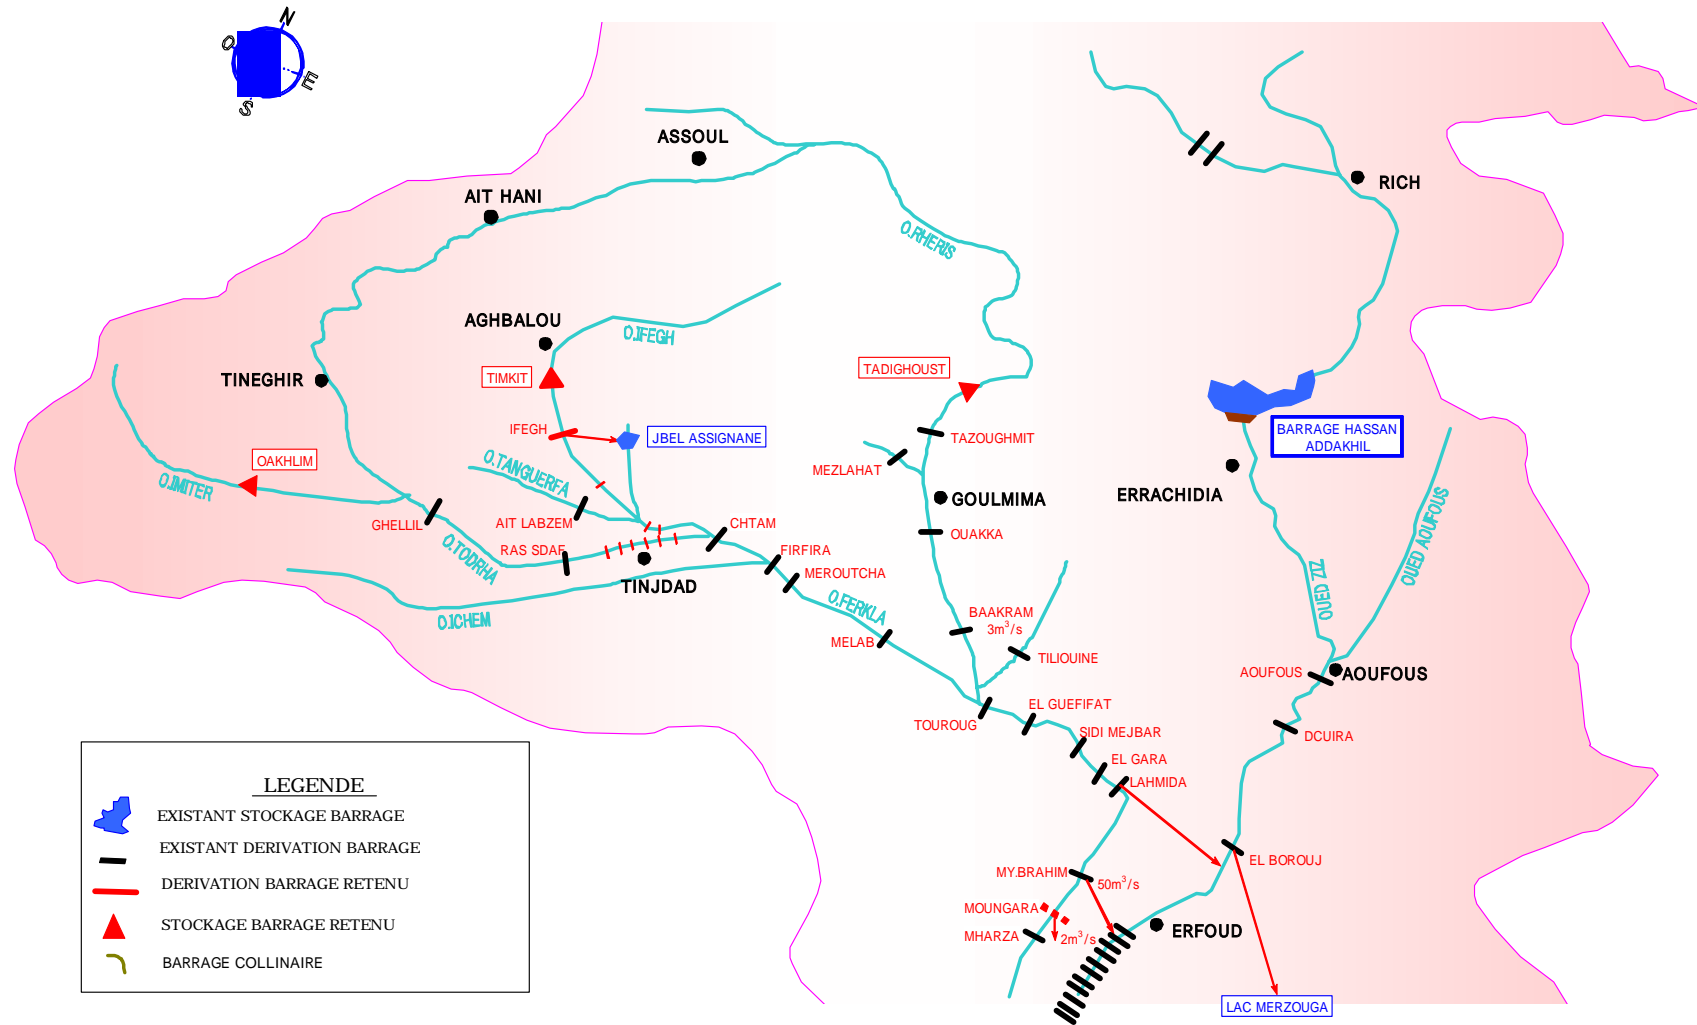 N
O
E
S
ASSOUL
AIT HANI
RICH
O.RHERIS
AGHBALOU
O.IFEGH
TINEGHIR
TIMKIT
TADIGHOUST
IFEGH
JBEL ASSIGNANE
BARRAGE HASSAN
ADDAKHIL
TAZOUGHMIT
OAKHLIM
O.IMITER
O.TANGUERFA
MEZLAHAT
GOULMIMA
ERRACHIDIA
OUED AOUFOUS
GHELLIL
AIT LABZEM
CHTAM
OUAKKA
O.TODRHA
RAS SDAF
FIRFIRA
TINJDAD
MEROUTCHA
OUED ZIZ
O.ICHEM
O.FERKLA
BAAKRAM
3m³/s
MELAB
TILIOUINE
AOUFOUS
AOUFOUS
TOUROUG
EL GUEFIFAT
SIDI MEJBAR
DCUIRA
EL GARA
LAHMIDA
EL BOROUJ
MY.BRAHIM
50m³/s
MOUNGARA
MHARZA
2m³/s
ERFOUD
LAC MERZOUGA
LEGENDE
EXISTANT STOCKAGE BARRAGE
EXISTANT DERIVATION BARRAGE
DERIVATION BARRAGE RETENU
STOCKAGE BARRAGE RETENU
BARRAGE COLLINAIRE